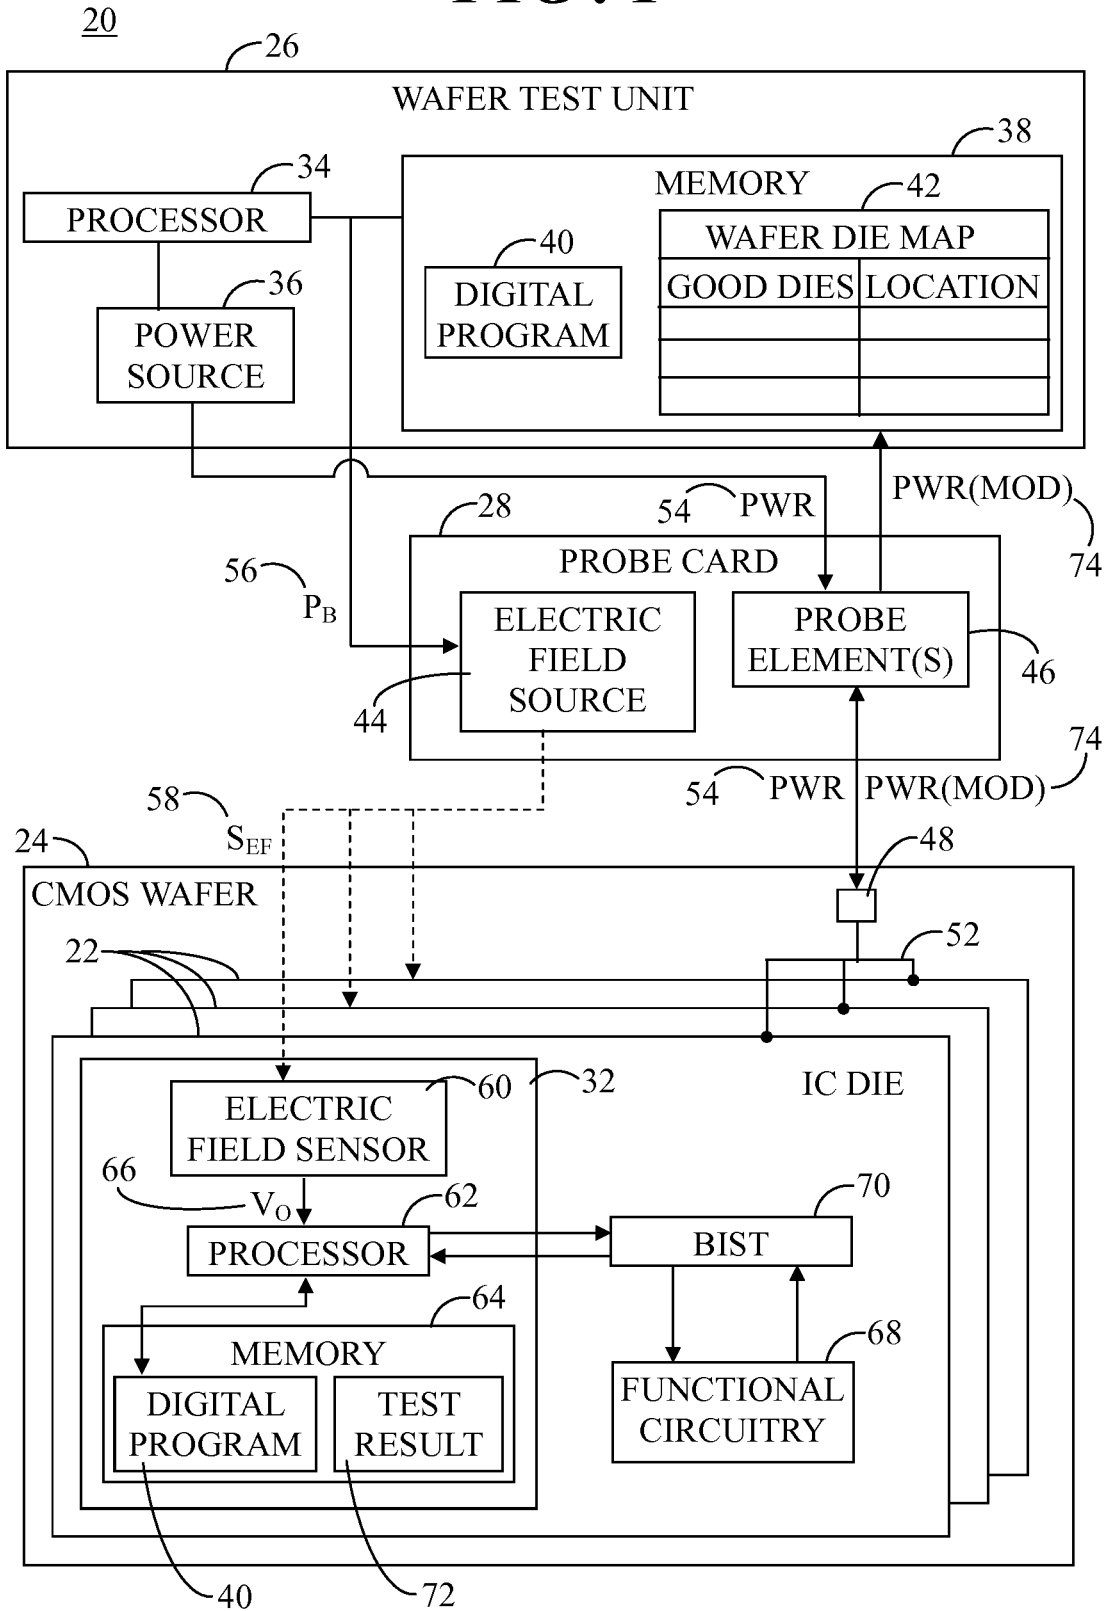 20
26
WAFER TEST UNIT
38
34
MEMORY
42
PROCESSOR
WAFER DIE MAP
40
GOOD DIES
LOCATION
36
DIGITAL
PROGRAM
POWER
SOURCE
PWR(MOD)
74
54
PWR
28
PROBE CARD
56
P_B
ELECTRIC
FIELD
SOURCE
PROBE
ELEMENT(S)
46
44
74
54
PWR
PWR(MOD)
58
S_EF
24
48
CMOS WAFER
52
22
IC DIE
60
32
ELECTRIC
FIELD SENSOR
66
V_O
62
70
PROCESSOR
BIST
64
68
MEMORY
DIGITAL
PROGRAM
TEST
RESULT
FUNCTIONAL
CIRCUITRY
40
72